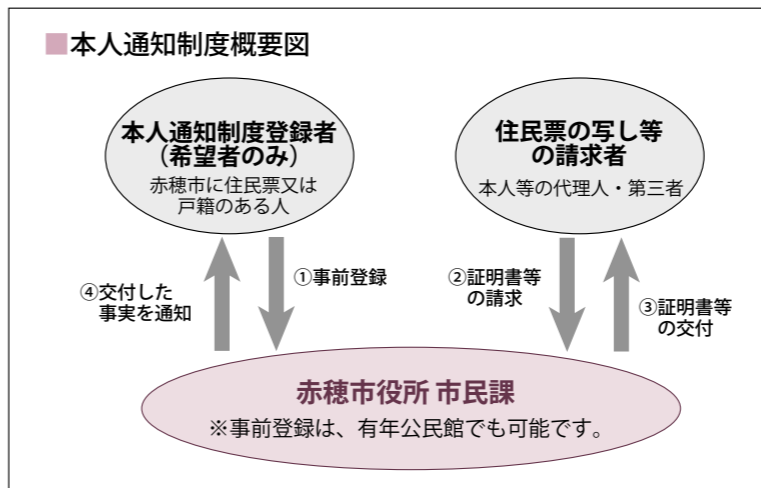 ■本人通知制度概要図
本人通知制度登録者
（希望者のみ）
赤穂市に住民票又は
戸籍のある人
住民票の写し等
の請求者
本人等の代理人・第三者
④交付した
事実を通知
①事前登録
②証明書等
の請求
③証明書等
の交付
赤穂市役所 市民課
※事前登録は、有年公民館でも可能です。